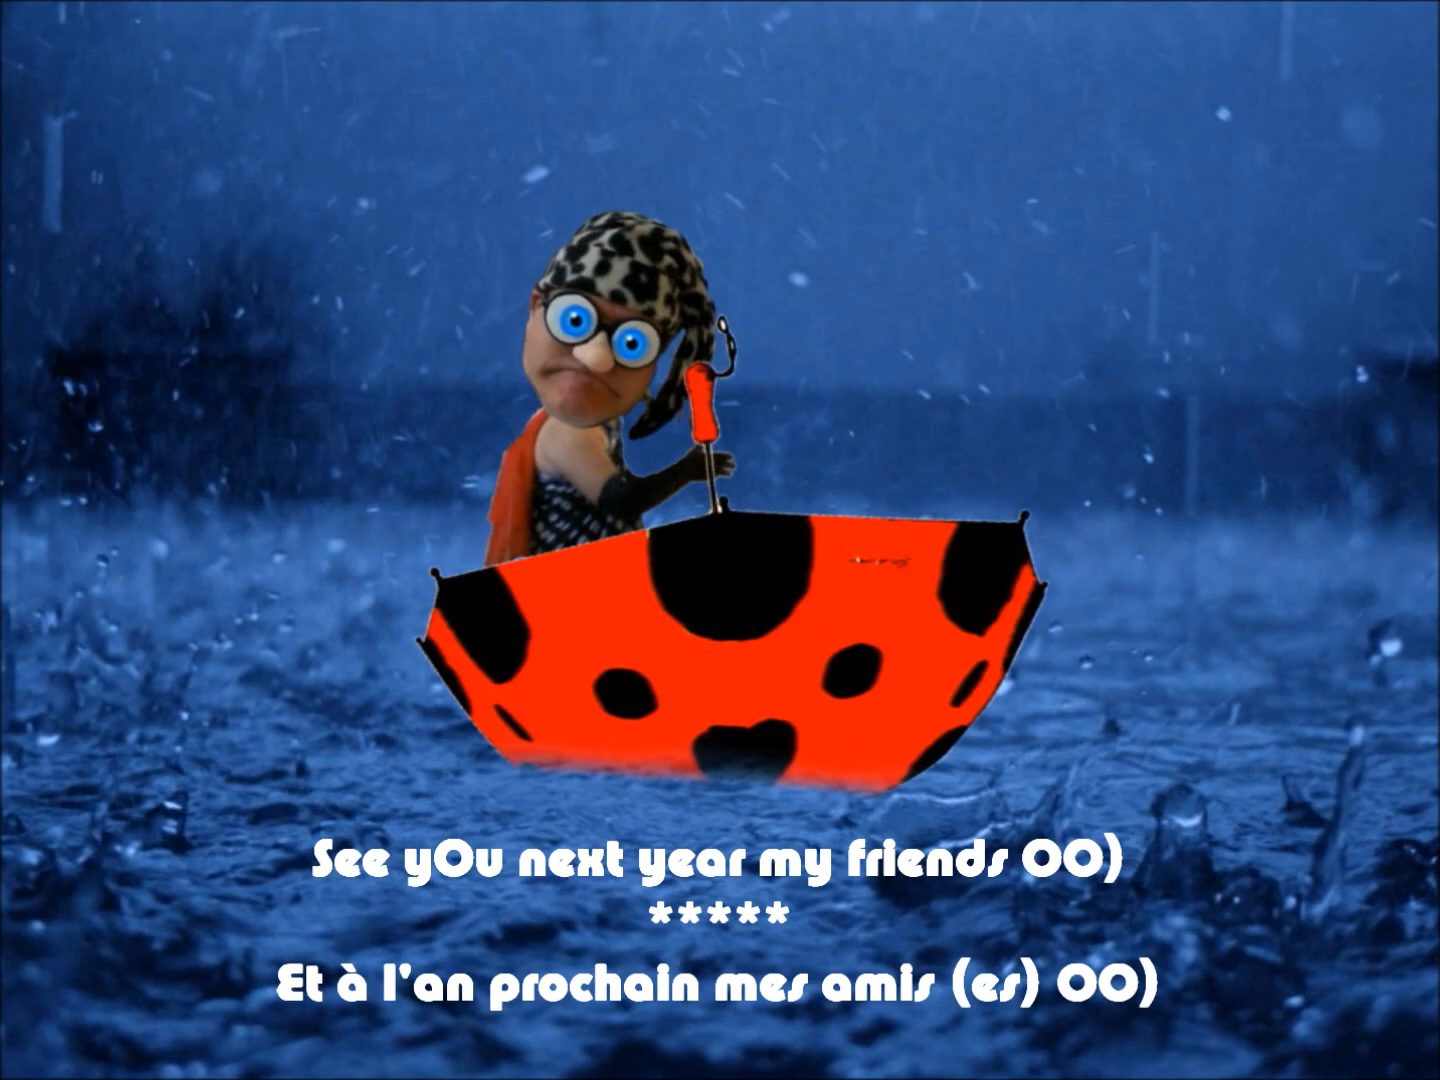 See yOu next year my friends OO)
*****
Et à l'an prochain mes amis (es) OO)